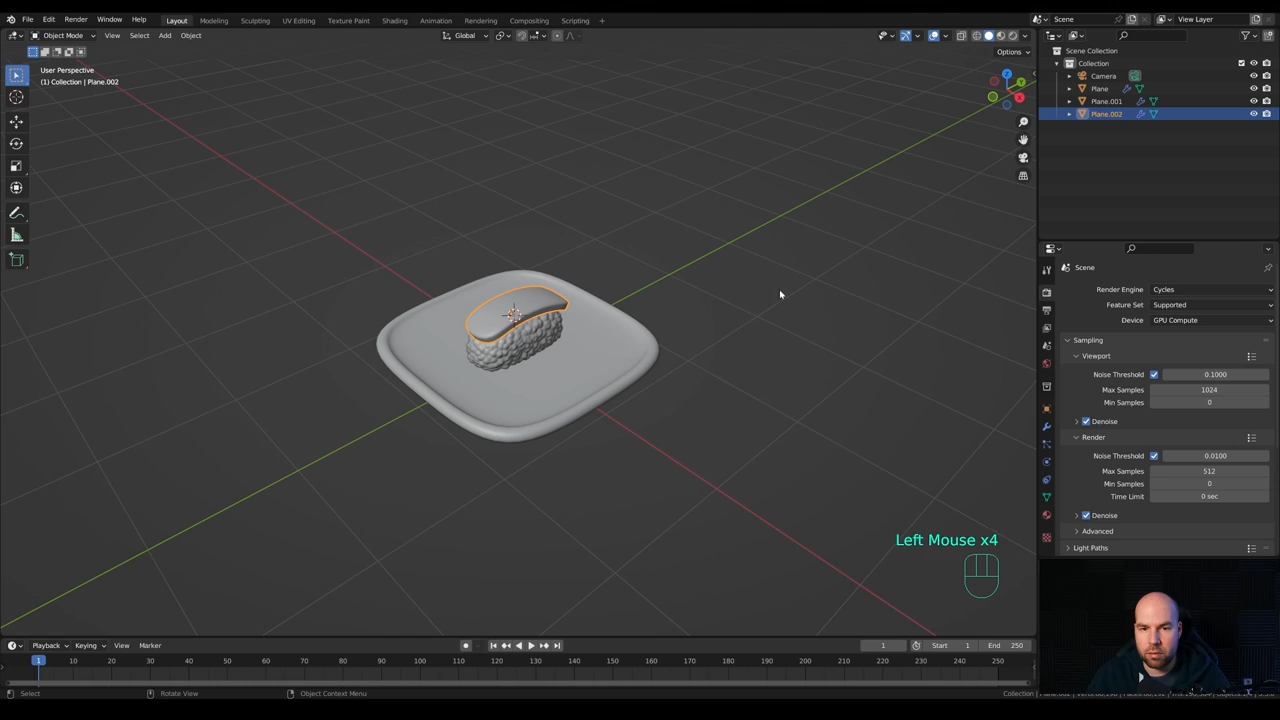 File Edit Render Window Help Layout Modeling Sculpting UV Editing Texture Paint Shading Animation Rendering Compositing Scripting + Scene View Layer
Object Mode View Select Add Object Global
Options
User Perspective
(1) Collection | Plane.002
Z
Y
X
Scene Collection
Collection
Camera
Plane
Plane.001
Plane.002
Scene
Render Engine Cycles
Feature Set Supported
Device GPU Compute
Sampling
Viewport
Noise Threshold 0.1000
Max Samples 1024
Min Samples 0
Denoise
Render
Noise Threshold 0.0100
Max Samples 512
Min Samples 0
Time Limit 0 sec
Denoise
Advanced
Light Paths
Left Mouse x4
Playback Keying View Marker 1 Start 1 End 250
1 10 20 30 40 50 60 70 80 90 100 110 120 130 140 150 160 170 180 190 200 210 220 230 240 250
Select Rotate View Object Context Menu Collection